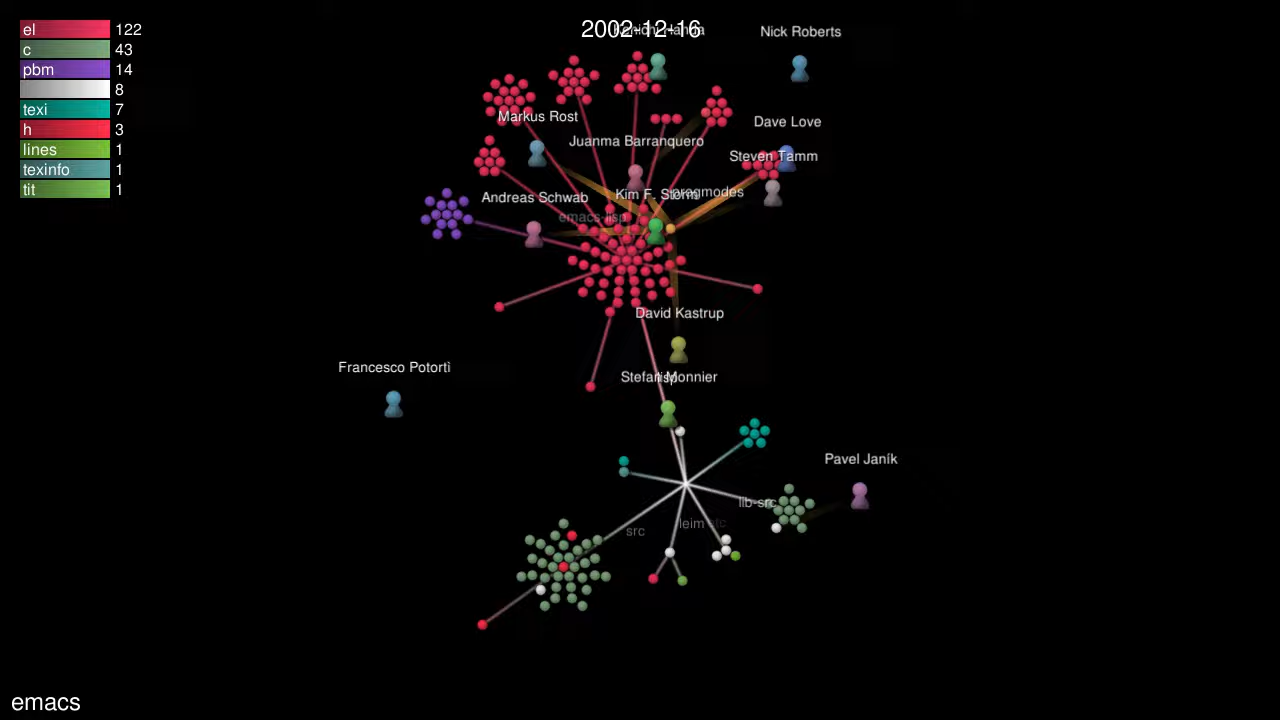 2002-12-16
el 122
c 43
pbm 14
8
texi 7
h 3
lines 1
texinfo 1
tit 1
Nick Roberts
Markus Rost
Dave Love
Juanma Barranquero
Steven Tamm
Andreas Schwab
Kim F. Storm
progmodes
emacs-lisp
David Kastrup
Francesco Potortì
Stefan Monnier
lisp
Pavel Janík
lib-src
src
leim
etc
emacs